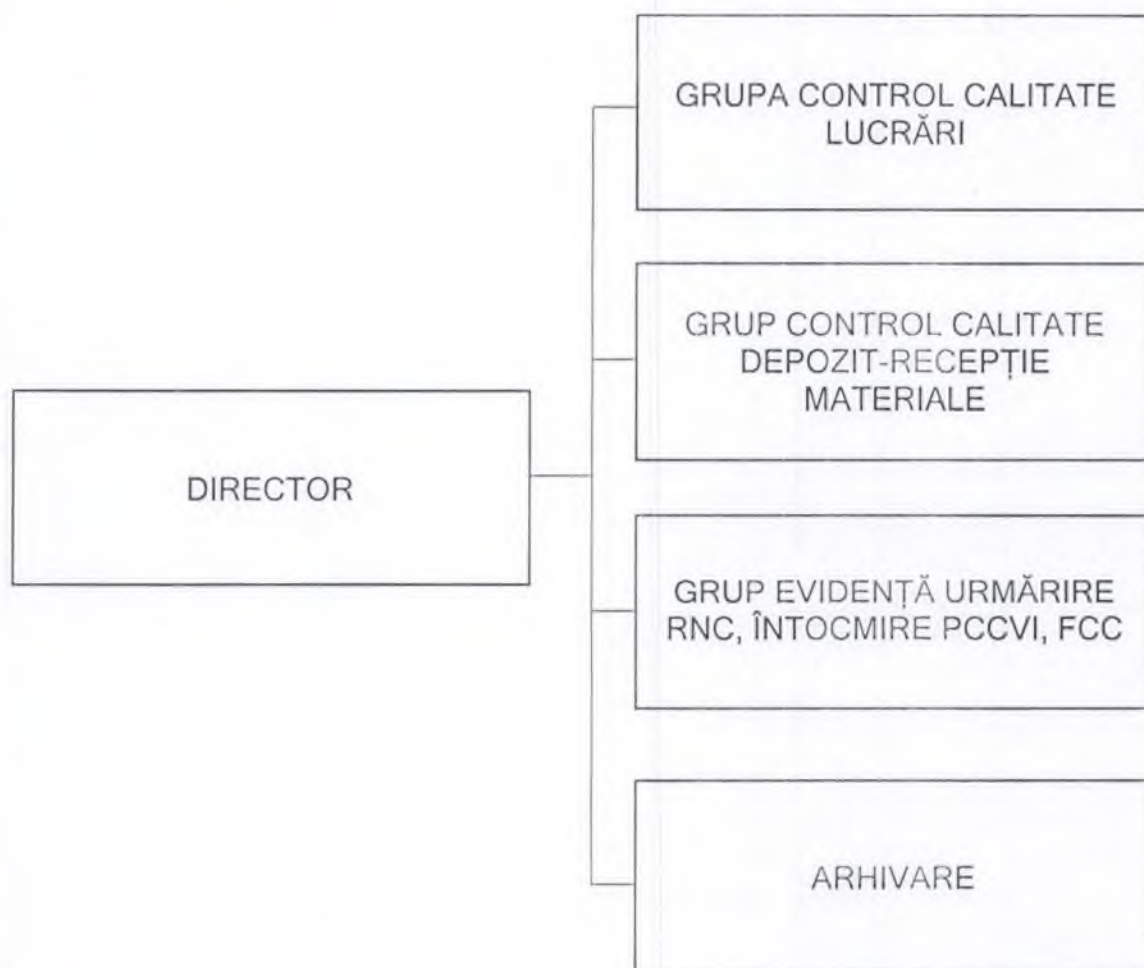 GRUPA CONTROL CALITATE
LUCRĂRI
GRUP CONTROL CALITATE
DEPOZIT-RECEPȚIE
MATERIALE
DIRECTOR
GRUP EVIDENȚĂ URMĂRIRE
RNC, ÎNTOCMIRE PCCVI, FCC
ARHIVARE